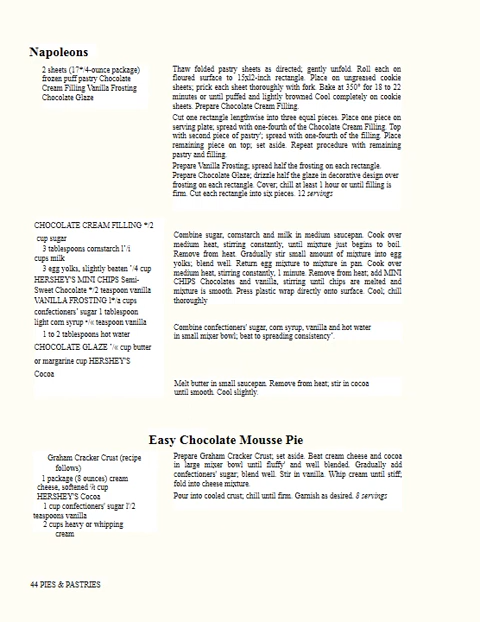 Napoleons
2 sheets (17*/4-ounce package)
frozen puff pastry Chocolate
Cream Filling Vanilla Frosting
Chocolate Glaze
Thaw folded pastry sheets as directed; gently unfold. Roll each on
floured surface to 15x12-inch rectangle. Place on ungreased cookie
sheets; prick each sheet thoroughly with fork. Bake at 350° for 18 to 22
minutes or until puffed and lightly browned Cool completely on cookie
sheets. Prepare Chocolate Cream Filling.
Cut one rectangle lengthwise into three equal pieces. Place one piece on
serving plate; spread with one-fourth of the Chocolate Cream Filling. Top
with second piece of pastry'; spread with one-fourth of the filling. Place
remaining piece on top; set aside. Repeat procedure with remaining
pastry and filling.
Prepare Vanilla Frosting; spread half the frosting on each rectangle.
Prepare Chocolate Glaze; drizzle half the glaze in decorative design over
frosting on each rectangle. Cover; chill at least 1 hour or until filling is
firm. Cut each rectangle into six pieces. 12 servings
CHOCOLATE CREAM FILLING */2
cup sugar
3 tablespoons cornstarch l'/i
cups milk
3 egg yolks, slightly beaten '/4 cup
HERSHEY'S MINI CHIPS Semi-
Sweet Chocolate */2 teaspoon vanilla
VANILLA FROSTING l*/a cups
confectioners' sugar 1 tablespoon
light corn syrup */« teaspoon vanilla
1 to 2 tablespoons hot water
CHOCOLATE GLAZE '/« cup butter
or margarine cup HERSHEY'S
Cocoa
Combine sugar, cornstarch and milk in medium saucepan. Cook over
medium heat, stirring constantly, until mixture just begins to boil.
Remove from heat. Gradually stir small amount of mixture into egg
yolks; blend well. Return egg mixture to mixture in pan. Cook over
medium heat, stirring constantly, 1 minute. Remove from heat; add MINI
CHIPS Chocolates and vanilla, stirring until chips are melted and
mixture is smooth. Press plastic wrap directly onto surface. Cool; chill
thoroughly
Combine confectioners' sugar, corn syrup, vanilla and hot water
in small mixer bowl; beat to spreading consistency'.
Melt butter in small saucepan. Remove from heat; stir in cocoa
until smooth. Cool slightly.
Easy Chocolate Mousse Pie
Graham Cracker Crust (recipe
follows)
1 package (8 ounces) cream
cheese, softened ½ cup
HERSHEY'S Cocoa
1 cup confectioners' sugar l'/2
teaspoons vanilla
2 cups heavy or whipping
cream
Prepare Graham Cracker Crust; set aside. Beat cream cheese and cocoa
in large mixer bowl until fluffy' and well blended. Gradually add
confectioners' sugar; blend well. Stir in vanilla. Whip cream until stiff;
fold into cheese mixture.
Pour into cooled crust; chill until firm. Garnish as desired. 8 servings
44 PIES & PASTRIES